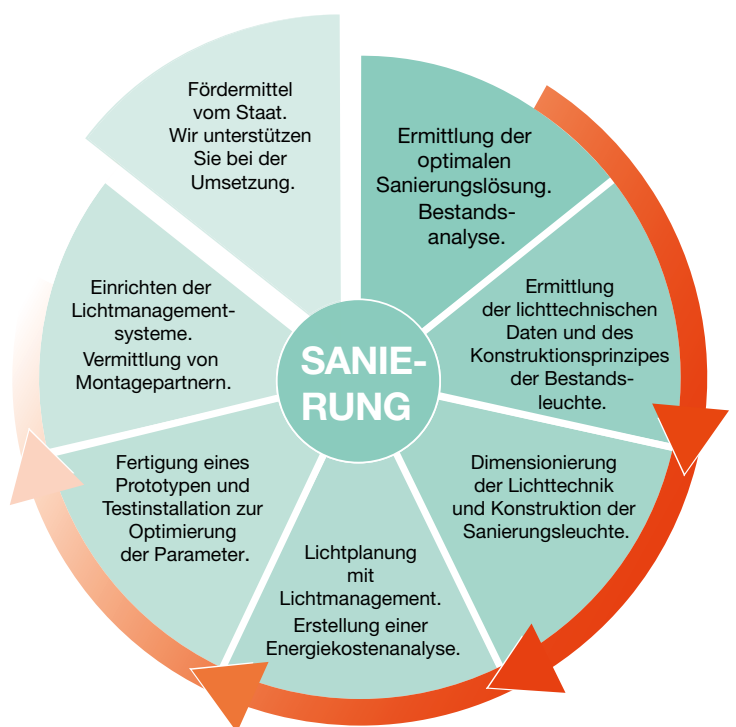 SANIE-
RUNG
Ermittlung der
optimalen
Sanierungslösung.
Bestands-
analyse.
Ermittlung
der lichttechnischen
Daten und des
Konstruktionsprinzipes
der Bestands-
leuchte.
Dimensionierung
der Lichttechnik
und Konstruktion der
Sanierungsleuchte.
Lichtplanung
mit
Lichtmanagement.
Erstellung einer
Energiekostenanalyse.
Fertigung eines
Prototypen und
Testinstallation zur
Optimierung
der Parameter.
Einrichten der
Lichtmanagement-
systeme.
Vermittlung von
Montagepartnern.
Fördermittel
vom Staat.
Wir unterstützen
Sie bei der
Umsetzung.